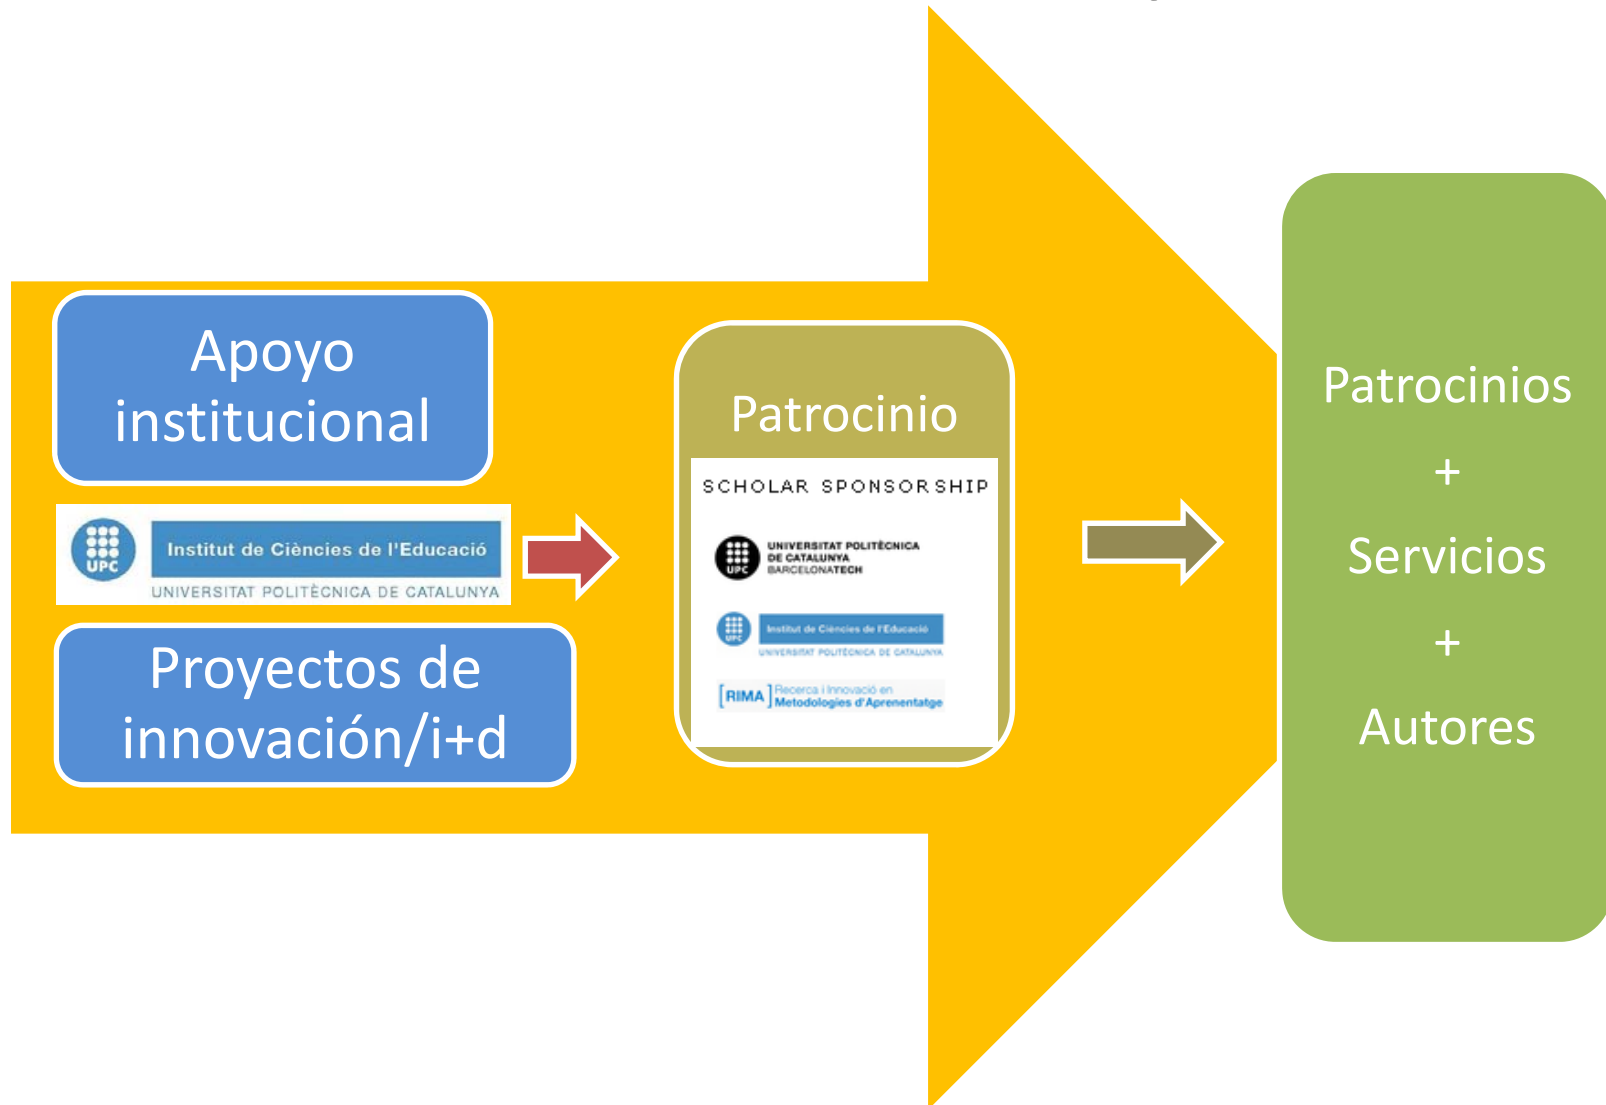 Apoyo
institucional
UPC
Institut de Ciències de l'Educació
UNIVERSITAT POLITÈCNICA DE CATALUNYA
Proyectos de
innovación/i+d
Patrocinio
SCHOLAR SPONSORSHIP
UPC
UNIVERSITAT POLITÈCNICA
DE CATALUNYA
BARCELONATECH
UPC
Institut de Ciències de l'Educació
UNIVERSITAT POLITÈCNICA DE CATALUNYA
[RIMA] Recerca i Innovació en
Metodologies d'Aprenentatge
Patrocinios
+
Servicios
+
Autores